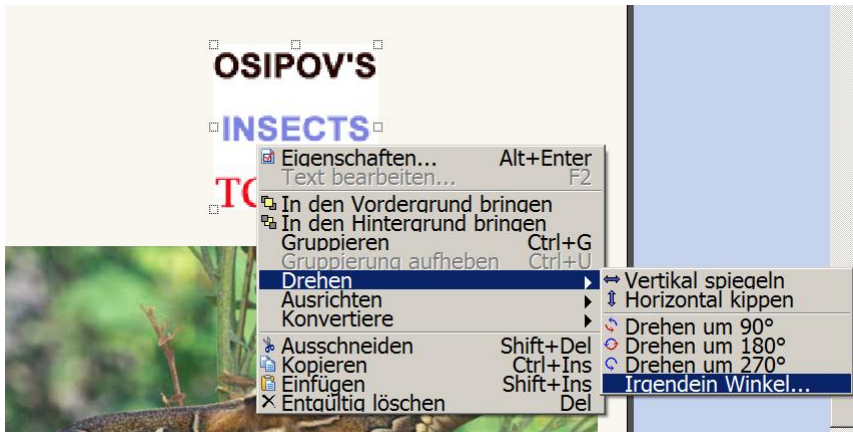 OSIPOV'S
INSECTS
Eigenschaften... Alt+Enter
Text bearbeiten... F2
In den Vordergrund bringen
In den Hintergrund bringen
Gruppieren Ctrl+G
Gruppierung aufheben Ctrl+U
Drehen
Ausrichten
Konvertiere
Ausschneiden Shift+Del
Kopieren Ctrl+Ins
Einfügen Shift+Ins
Entgültig löschen Del
Vertikal spiegeln
Horizontal kippen
Drehen um 90°
Drehen um 180°
Drehen um 270°
Irgendein Winkel...